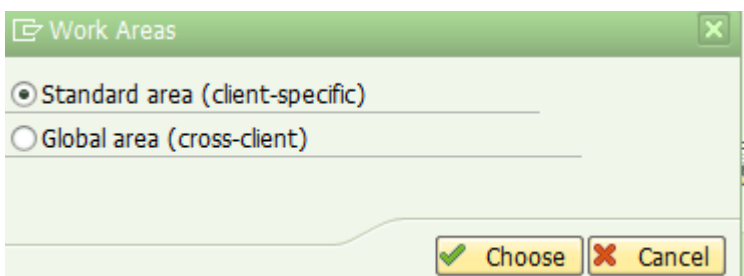 Work Areas
Standard area (client-specific)
Global area (cross-client)
Choose Cancel